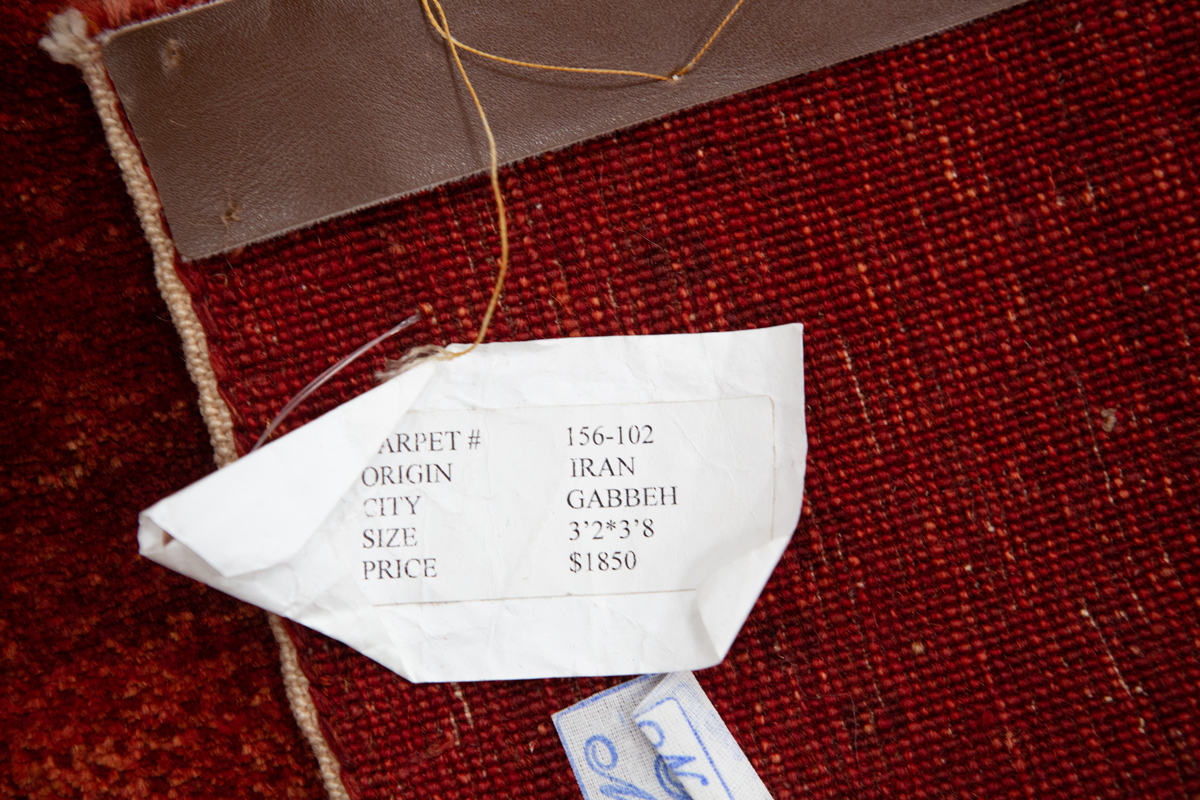 ARPET # 156-102
ORIGIN IRAN
CITY GABBEH
SIZE 3’2*3’8
PRICE $1850